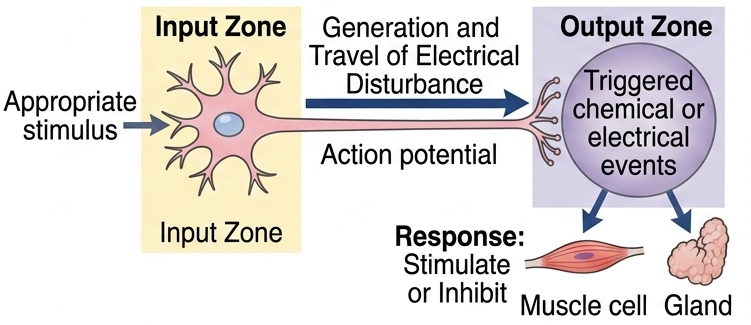 Input Zone
Generation and
Travel of Electrical
Disturbance
Output Zone
Appropriate
stimulus
Triggered
chemical or
electrical
events
Action potential
Input Zone
Response:
Stimulate
or Inhibit
Muscle cell
Gland